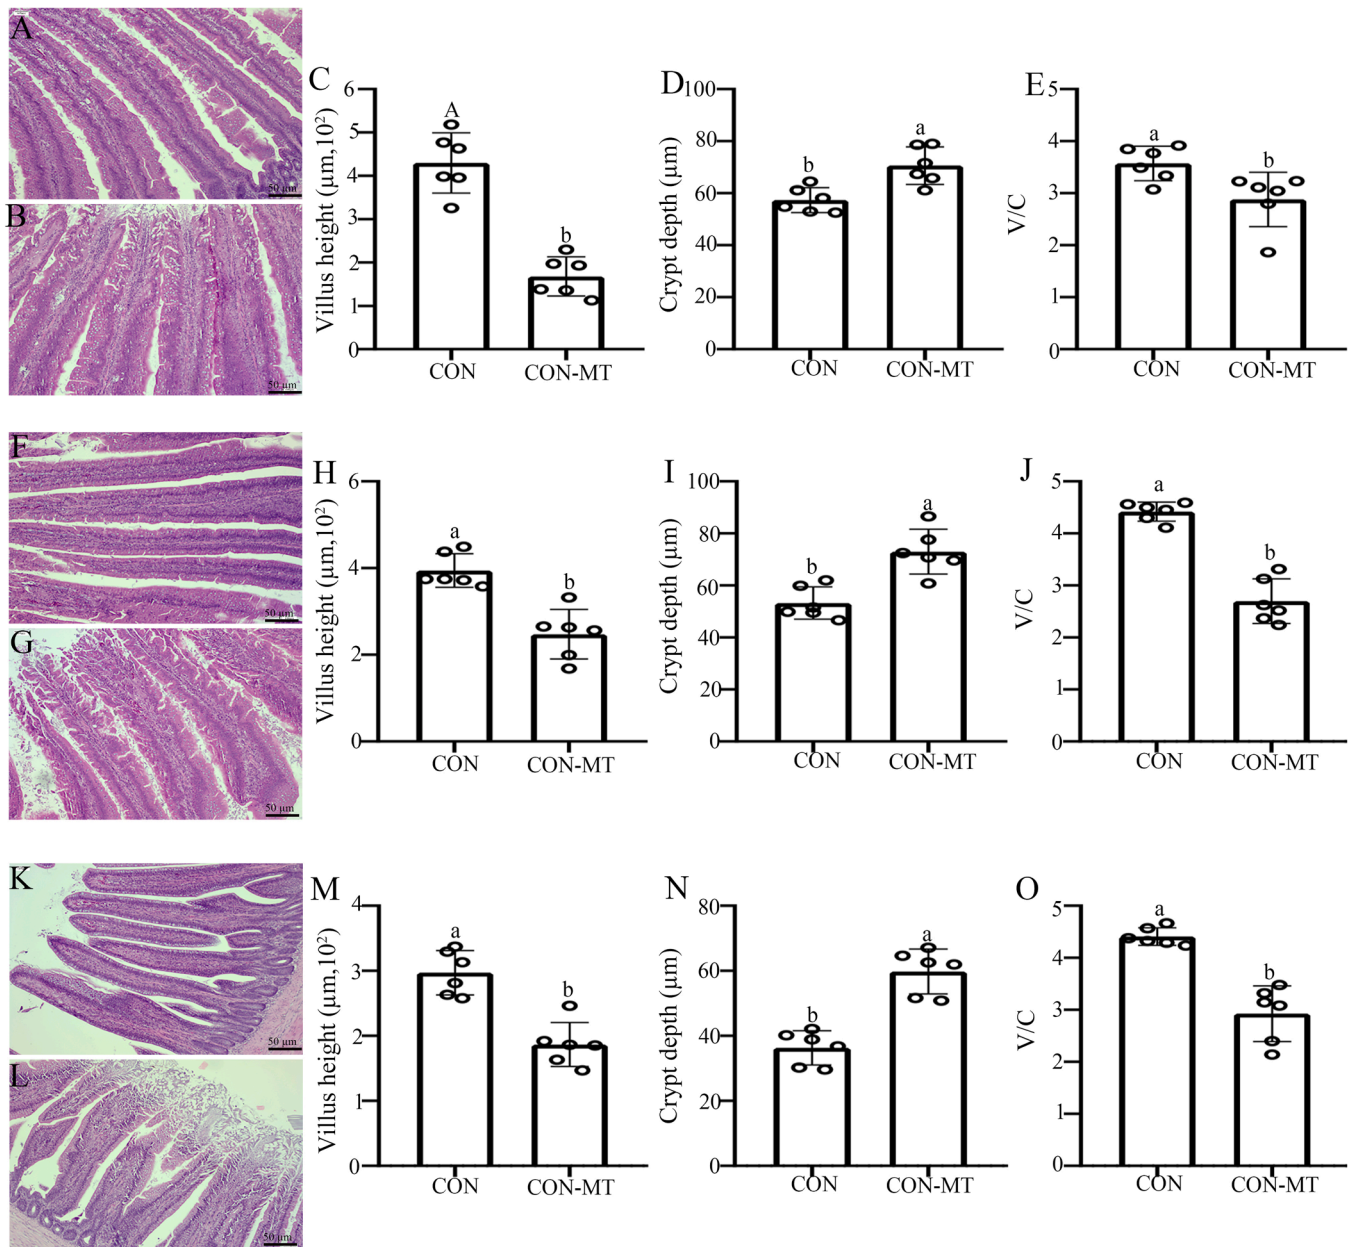 A
50 μm
B
50 μm
C
Villus height (μm,10²)
6
5
4
3
2
1
0
A
b
CON
CON-MT
D
Crypt depth (μm)
100
80
60
40
20
0
b
a
CON
CON-MT
E
V/C
5
4
3
2
1
0
a
b
CON
CON-MT
F
50 μm
G
50 μm
H
Villus height (μm,10²)
6
4
2
0
a
b
CON
CON-MT
I
Crypt depth (μm)
100
80
60
40
20
0
b
a
CON
CON-MT
J
V/C
5
4
3
2
1
0
a
b
CON
CON-MT
K
50 μm
L
50 μm
M
Villus height (μm,10²)
4
3
2
1
0
a
b
CON
CON-MT
N
Crypt depth (μm)
80
60
40
20
0
b
a
CON
CON-MT
O
V/C
5
4
3
2
1
0
a
b
CON
CON-MT